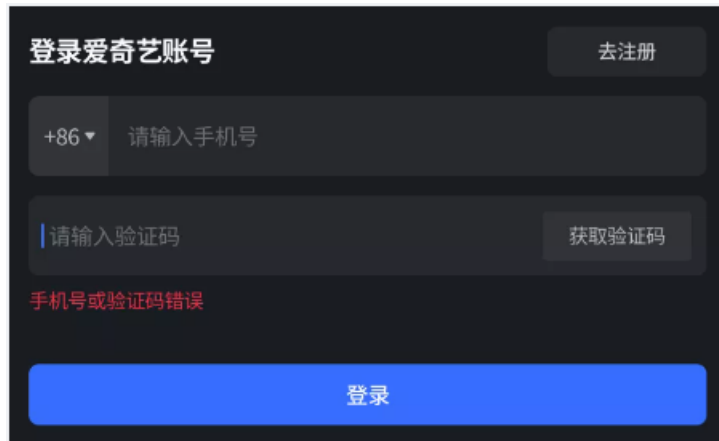 登录爱奇艺账号 去注册
+86 请输入手机号
请输入验证码 获取验证码
手机号或验证码错误
登录